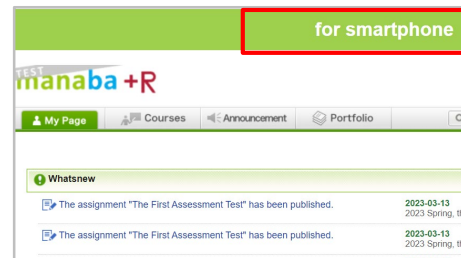 for smartphone
TEST
manaba +R
My Page Courses Announcement Portfolio
Whatsnew
The assignment "The First Assessment Test" has been published. 2023-03-13
2023 Spring,
The assignment "The First Assessment Test" has been published. 2023-03-13
2023 Spring,